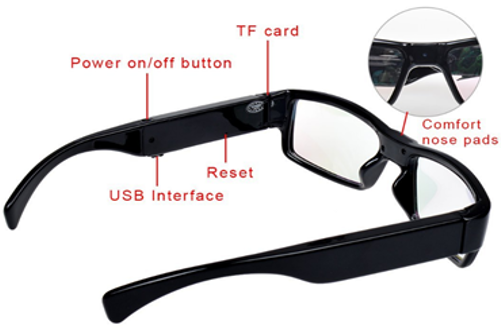 TF card
Power on/off button
Comfort
nose pads
Reset
USB Interface